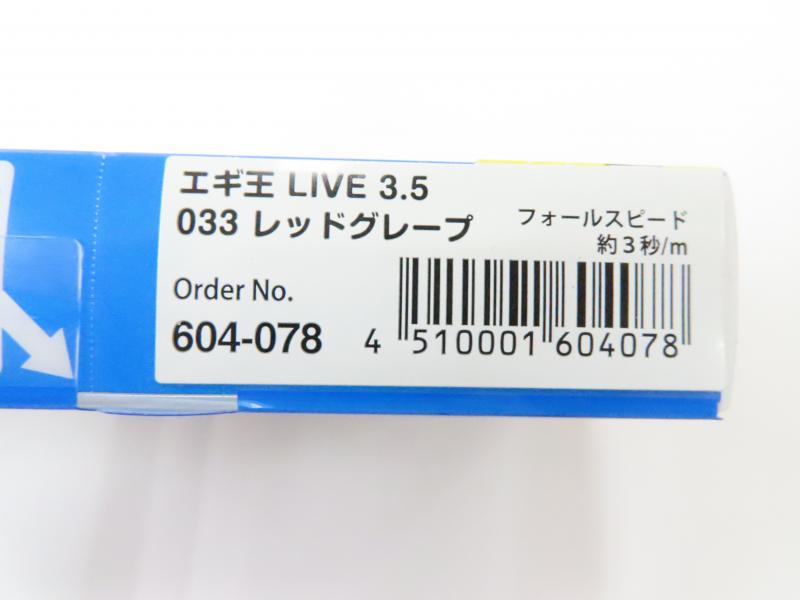 エギ王 LIVE 3.5
033 レッドグレープ
フォールスピード
約3秒/m
Order No.
604-078
4 510001 604078